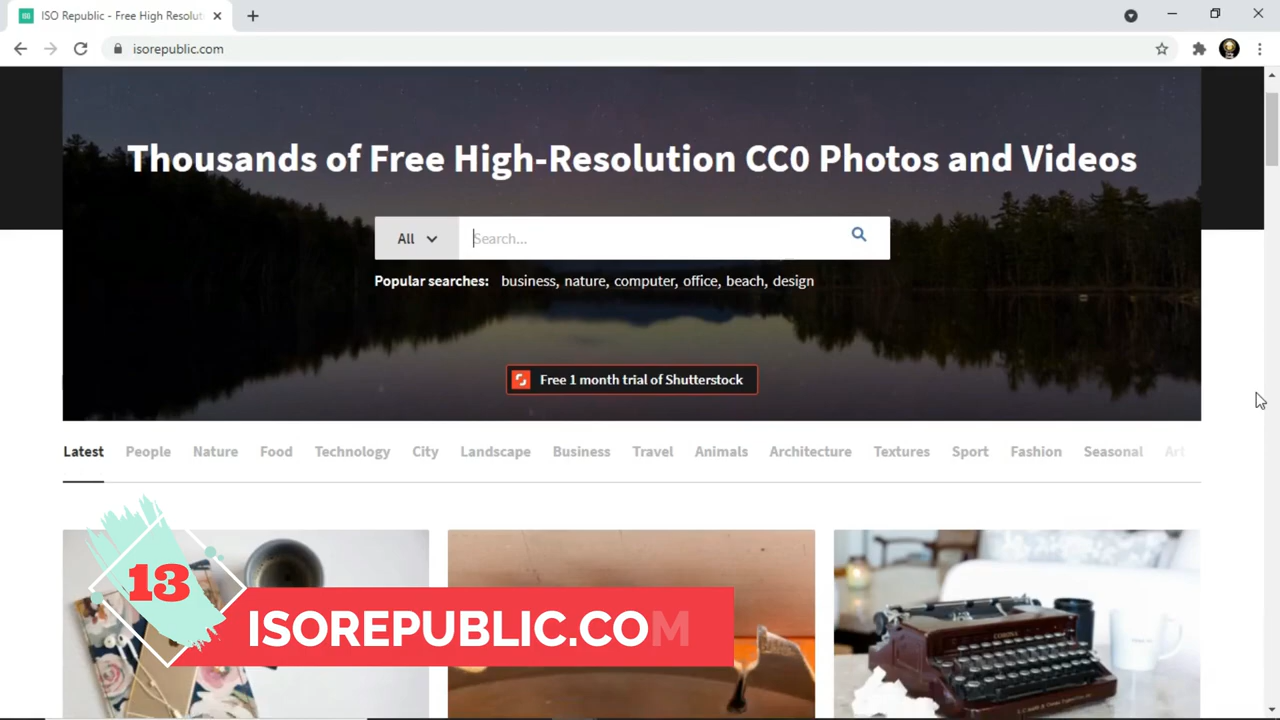 ISO Republic - Free High Resolut
isorepublic.com
Thousands of Free High-Resolution CC0 Photos and Videos
All Search...
Popular searches: business, nature, computer, office, beach, design
Free 1 month trial of Shutterstock
Latest People Nature Food Technology City Landscape Business Travel Animals Architecture Textures Sport Fashion Seasonal Art
13
ISOREPUBLIC.COM
CORONA